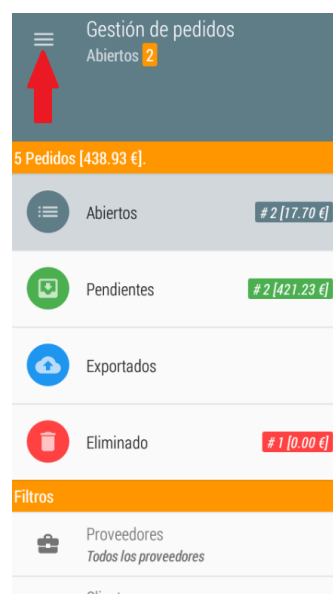 Gestión de pedidos
Abiertos 2
5 Pedidos [438.93 €].
Abiertos # 2 [17.70 €]
Pendientes # 2 [421.23 €]
Exportados
Eliminado # 1 [0.00 €]
Filtros
Proveedores
Todos los proveedores